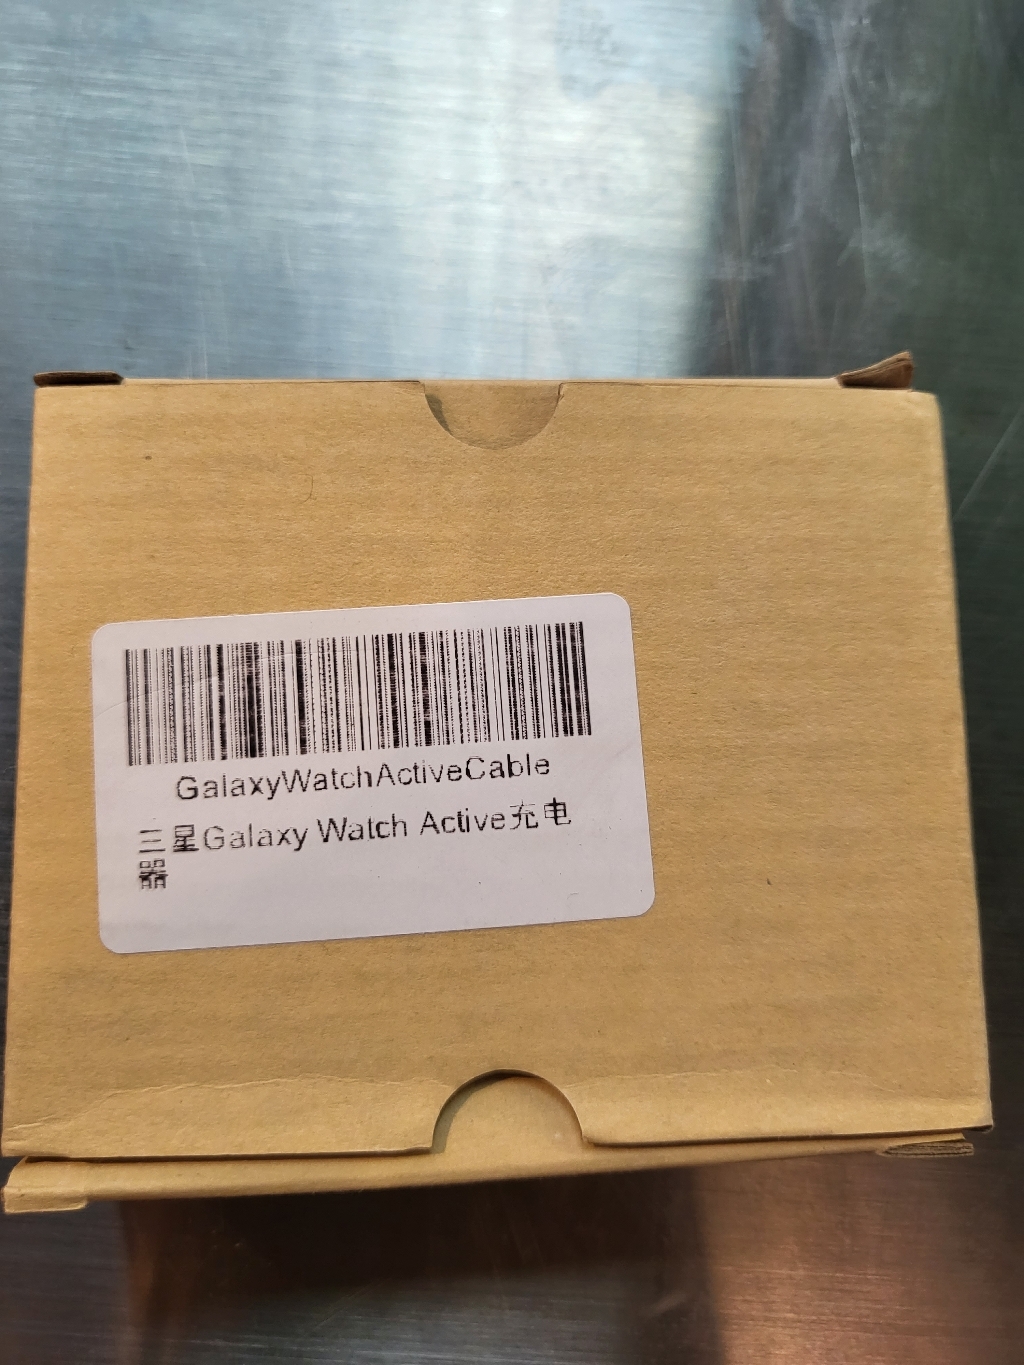 GalaxyWatchActiveCable
三星Galaxy Watch Active充电
器